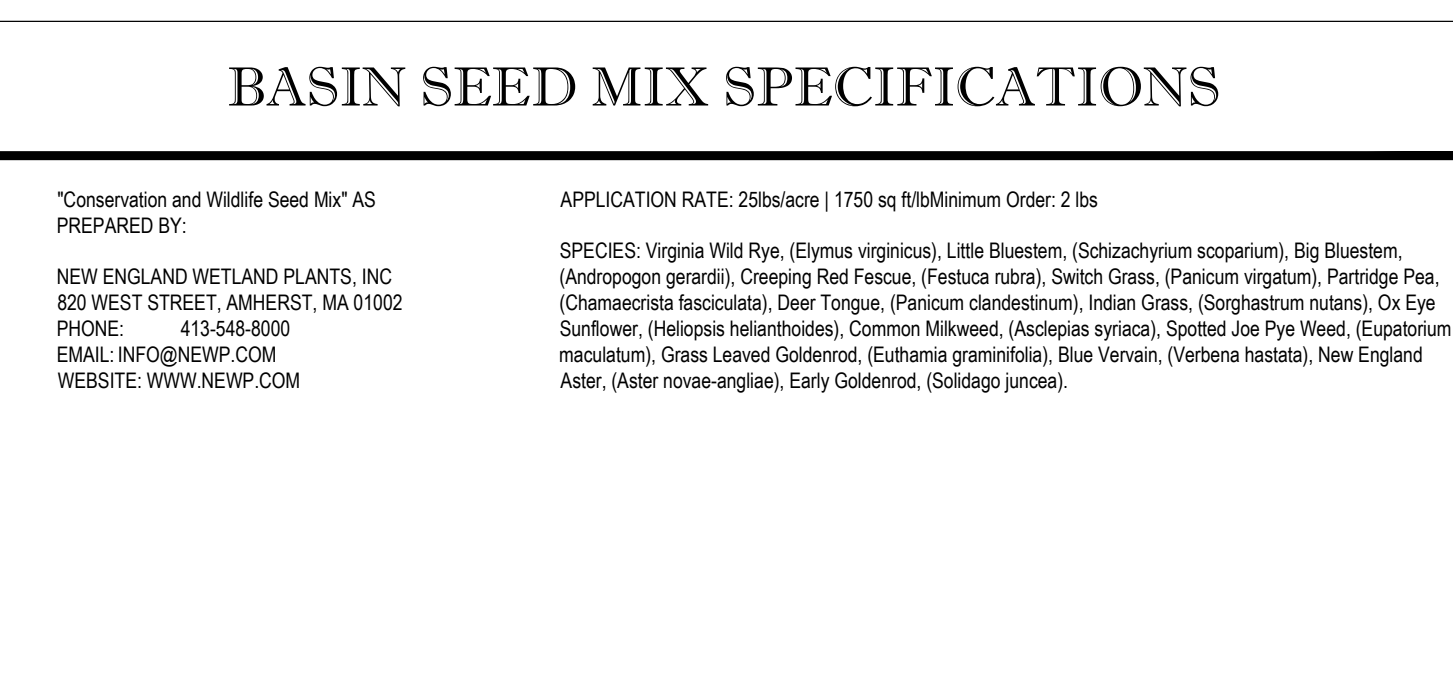 BASIN SEED MIX SPECIFICATIONS
"Conservation and Wildlife Seed Mix" AS
PREPARED BY:
NEW ENGLAND WETLAND PLANTS, INC
820 WEST STREET, AMHERST, MA 01002
PHONE: 413-548-8000
EMAIL: INFO@NEWP.COM
WEBSITE: WWW.NEWP.COM
APPLICATION RATE: 25lbs/acre | 1750 sq ft/lbMinimum Order: 2 lbs
SPECIES: Virginia Wild Rye, (Elymus virginicus), Little Bluestem, (Schizachyrium scoparium), Big Bluestem,
(Andropogon gerardii), Creeping Red Fescue, (Festuca rubra), Switch Grass, (Panicum virgatum), Partridge Pea,
(Chamaecrista fasciculata), Deer Tongue, (Panicum clandestinum), Indian Grass, (Sorghastrum nutans), Ox Eye
Sunflower, (Heliopsis helianthoides), Common Milkweed, (Asclepias syriaca), Spotted Joe Pye Weed, (Eupatorium
maculatum), Grass Leaved Goldenrod, (Euthamia graminifolia), Blue Vervain, (Verbena hastata), New England
Aster, (Aster novae-angliae), Early Goldenrod, (Solidago juncea).